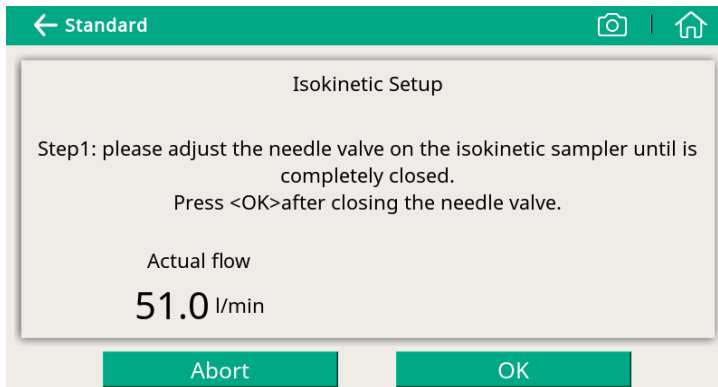 Standard
Isokinetic Setup
Step1: please adjust the needle valve on the isokinetic sampler until is
completely closed.
Press <OK>after closing the needle valve.
Actual flow
51.0 l/min
Abort
OK